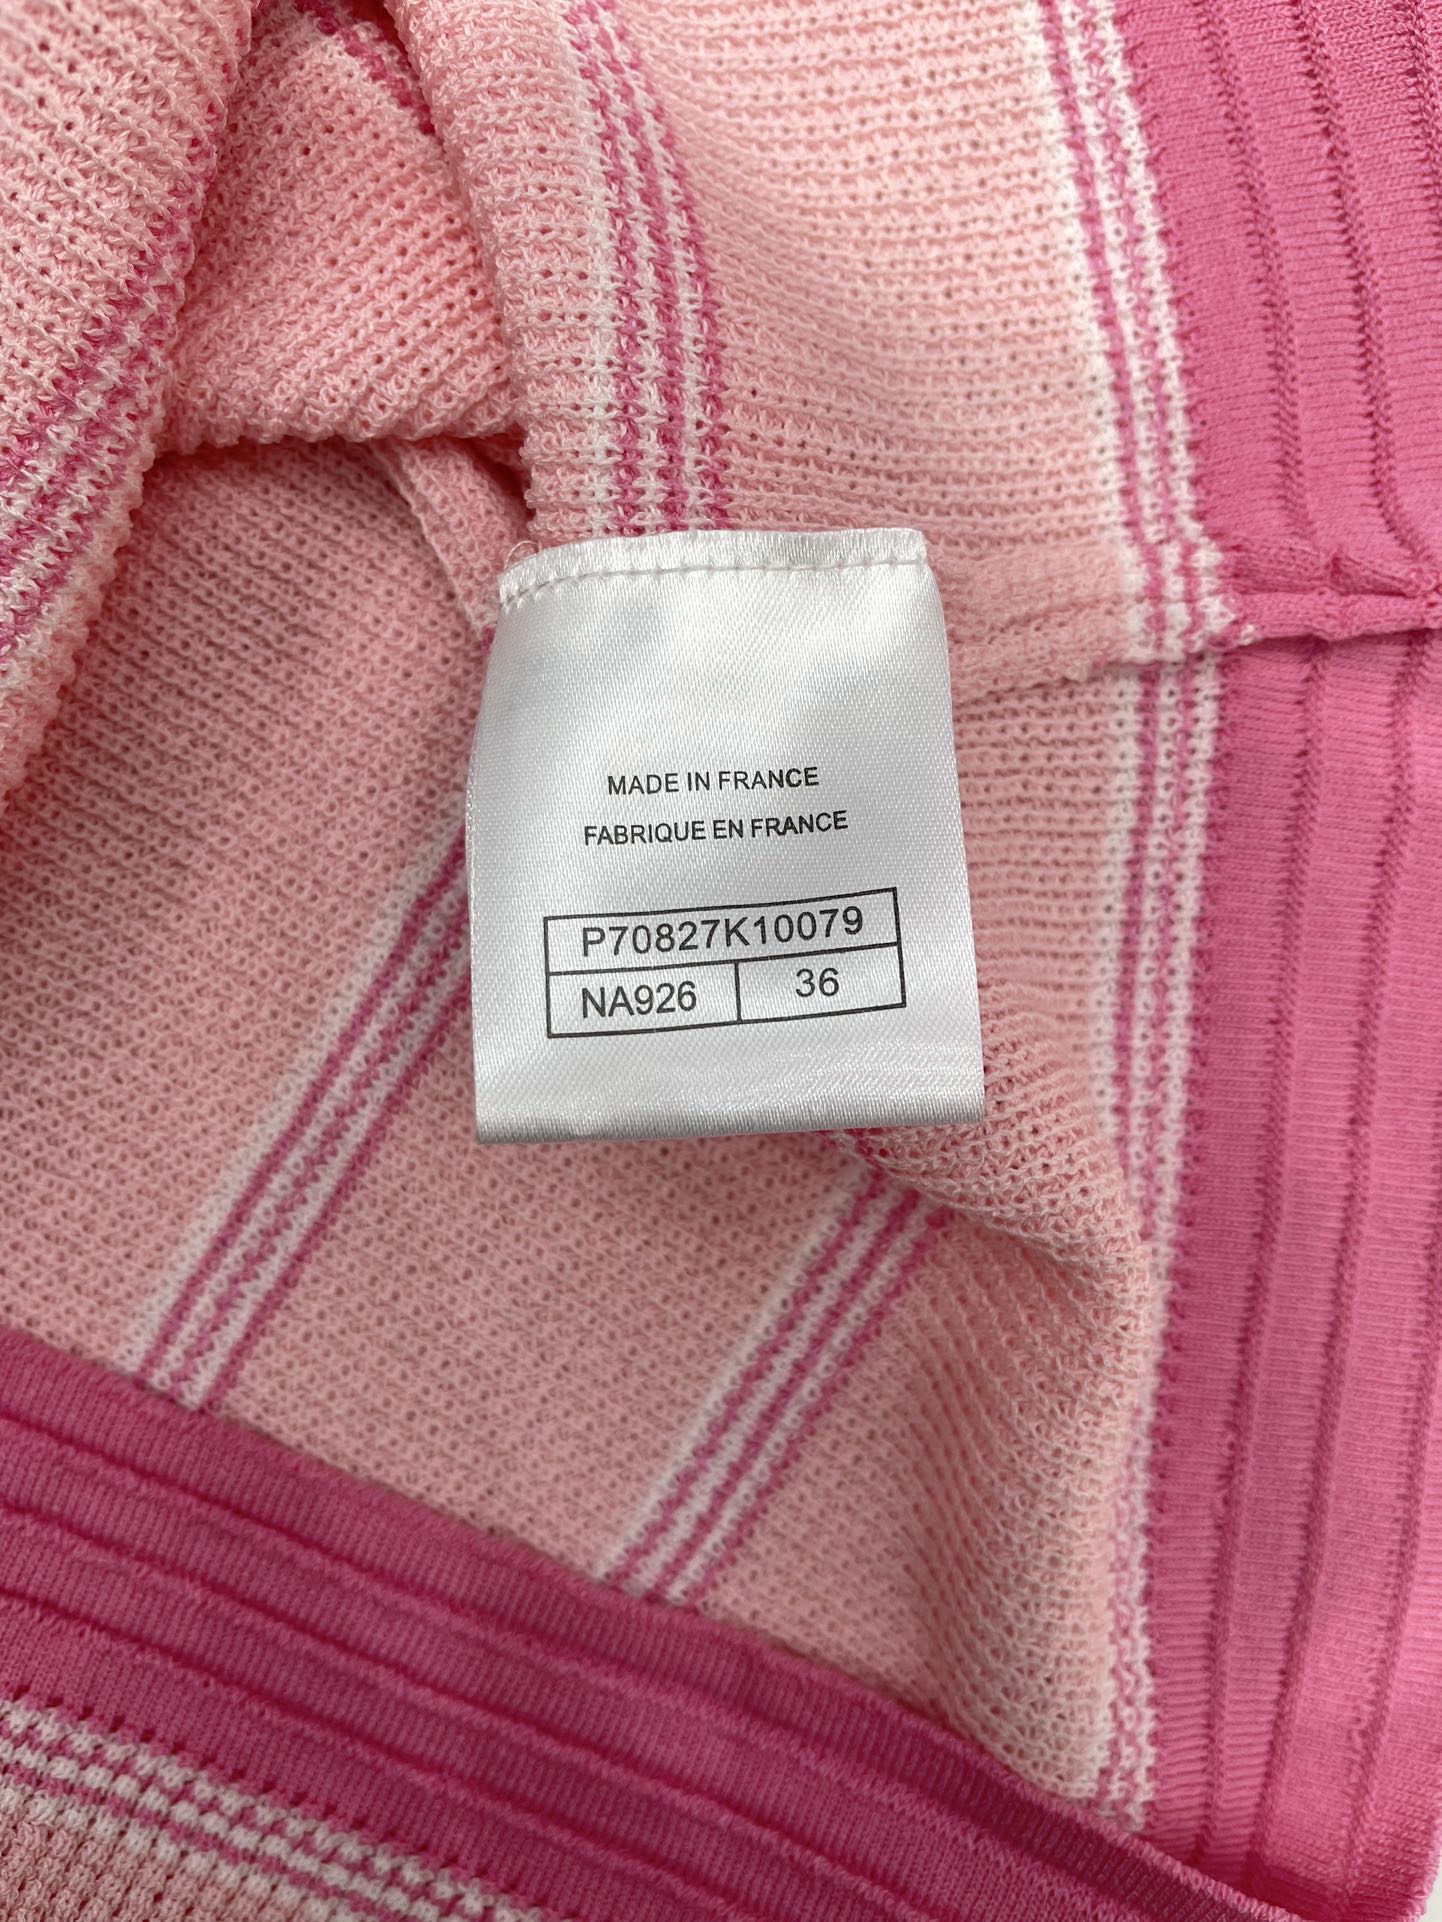 MADE IN FRANCE
FABRIQUE EN FRANCE
P70827K10079
NA926 36